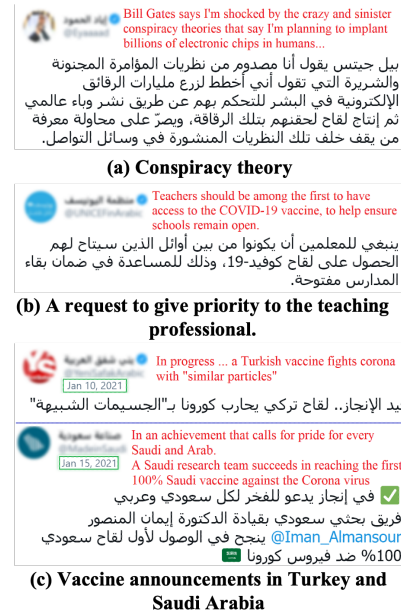 إياد الحمود
@Eyaaaad
Bill Gates says I'm shocked by the crazy and sinister
conspiracy theories that say I'm planning to implant
billions of electronic chips in humans...
بيل جيتس يقول أنا مصدوم من نظريات المؤامرة المجنونة
والشريرة التي تقول أني أخطط لزرع مليارات الرقائق
الإلكترونية في البشر للتحكم بهم عن طريق نشر وباء عالمي
ثم إنتاج لقاح لحقنهم بتلك الرقاقة، ويصرّ على محاولة معرفة
من يقف خلف تلك النظريات المنشورة في وسائل التواصل.
(a) Conspiracy theory
منظمة اليونيسف
@UNICEFinArabic
Teachers should be among the first to have
access to the COVID-19 vaccine, to help ensure
schools remain open.
ينبغي للمعلمين أن يكونوا من بين أوائل الذين سيتاح لهم
الحصول على لقاح كوفيد-19، وذلك للمساعدة في ضمان بقاء
المدارس مفتوحة.
(b) A request to give priority to the teaching
professional.
يني شفق العربية
@YeniSafakArabic
Jan 10, 2021
In progress ... a Turkish vaccine fights corona
with "similar particles"
يد الإنجاز.. لقاح تركي يحارب كورونا بـ"الجسيمات الشبيهة"
صناعة سعودية
@MadeinSaudi
Jan 15, 2021
In an achievement that calls for pride for every
Saudi and Arab.
A Saudi research team succeeds in reaching the first
100% Saudi vaccine against the Corona virus
✅ في إنجاز يدعو للفخر لكل سعودي وعربي
فريق بحثي سعودي بقيادة الدكتورة إيمان المنصور
@Iman_Almansour ينجح في الوصول لأول لقاح سعودي
100% ضد فيروس كورونا 🇸🇦
(c) Vaccine announcements in Turkey and
Saudi Arabia